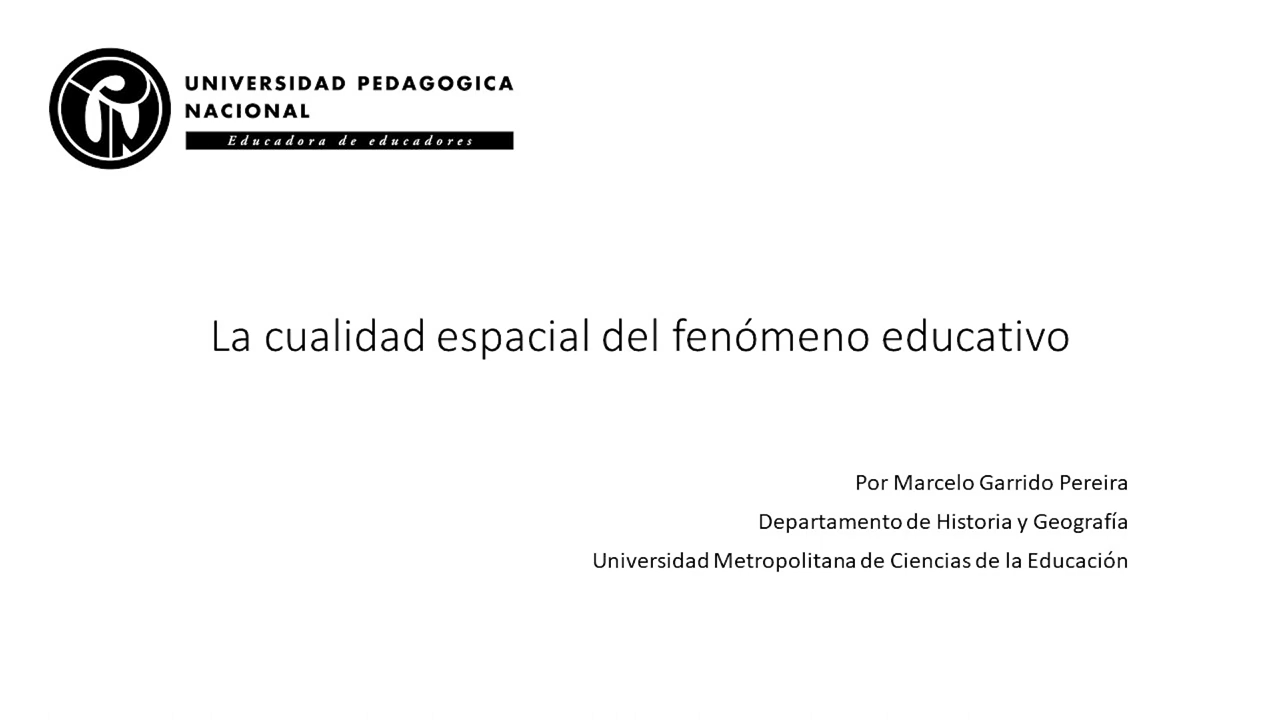 UNIVERSIDAD PEDAGOGICA
NACIONAL
Educadora de educadores
La cualidad espacial del fenómeno educativo
Por Marcelo Garrido Pereira
Departamento de Historia y Geografía
Universidad Metropolitana de Ciencias de la Educación